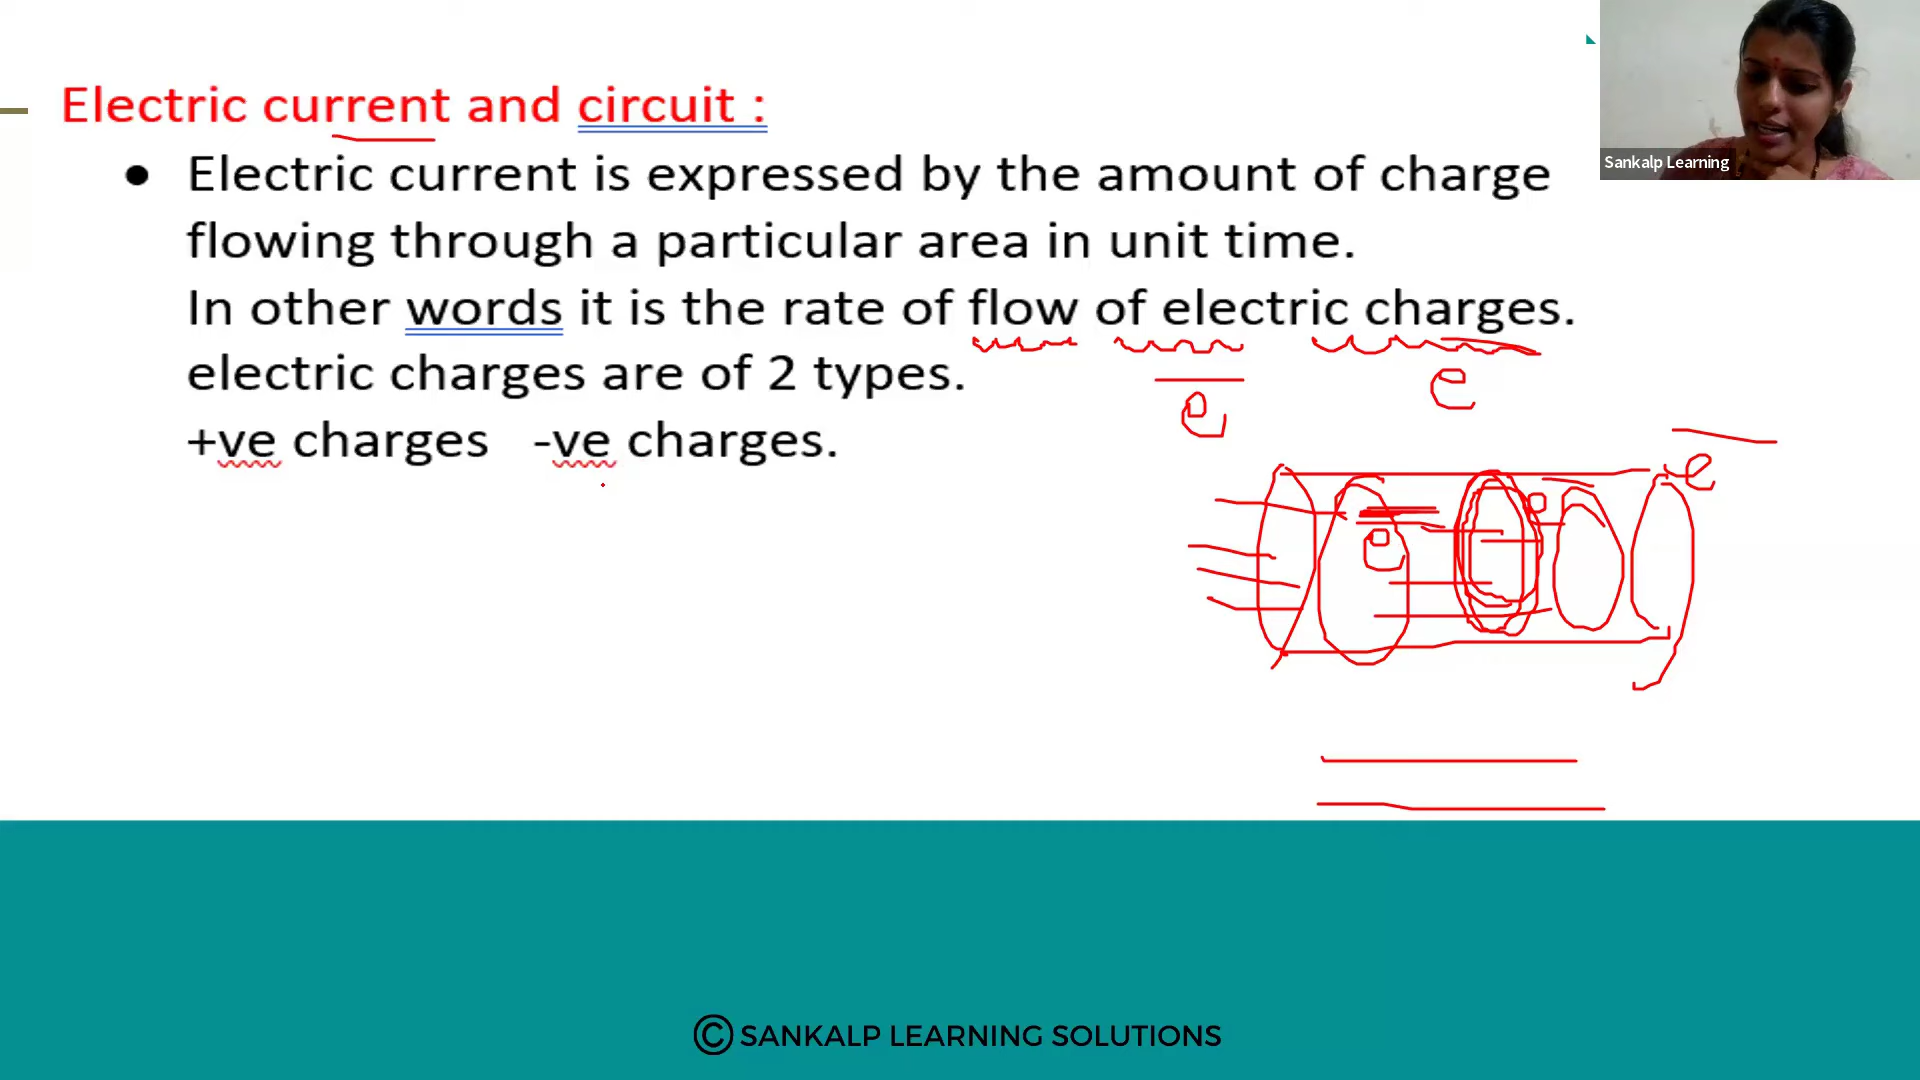 Sankalp Learning
Electric current and circuit :
● Electric current is expressed by the amount of charge
flowing through a particular area in unit time.
In other words it is the rate of flow of electric charges.
electric charges are of 2 types.
+ve charges -ve charges.
e
e
e
e
© SANKALP LEARNING SOLUTIONS